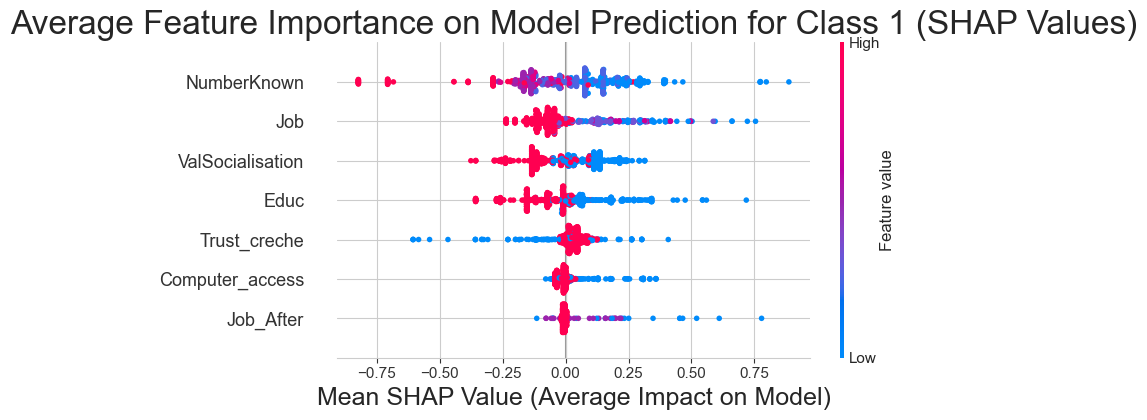 Average Feature Importance on Model Prediction for Class 1 (SHAP Values)
High
NumberKnown
Job
ValSocialisation
Educ
Trust_creche
Computer_access
Job_After
Feature value
Low
−0.75 −0.50 −0.25 0.00 0.25 0.50 0.75
Mean SHAP Value (Average Impact on Model)